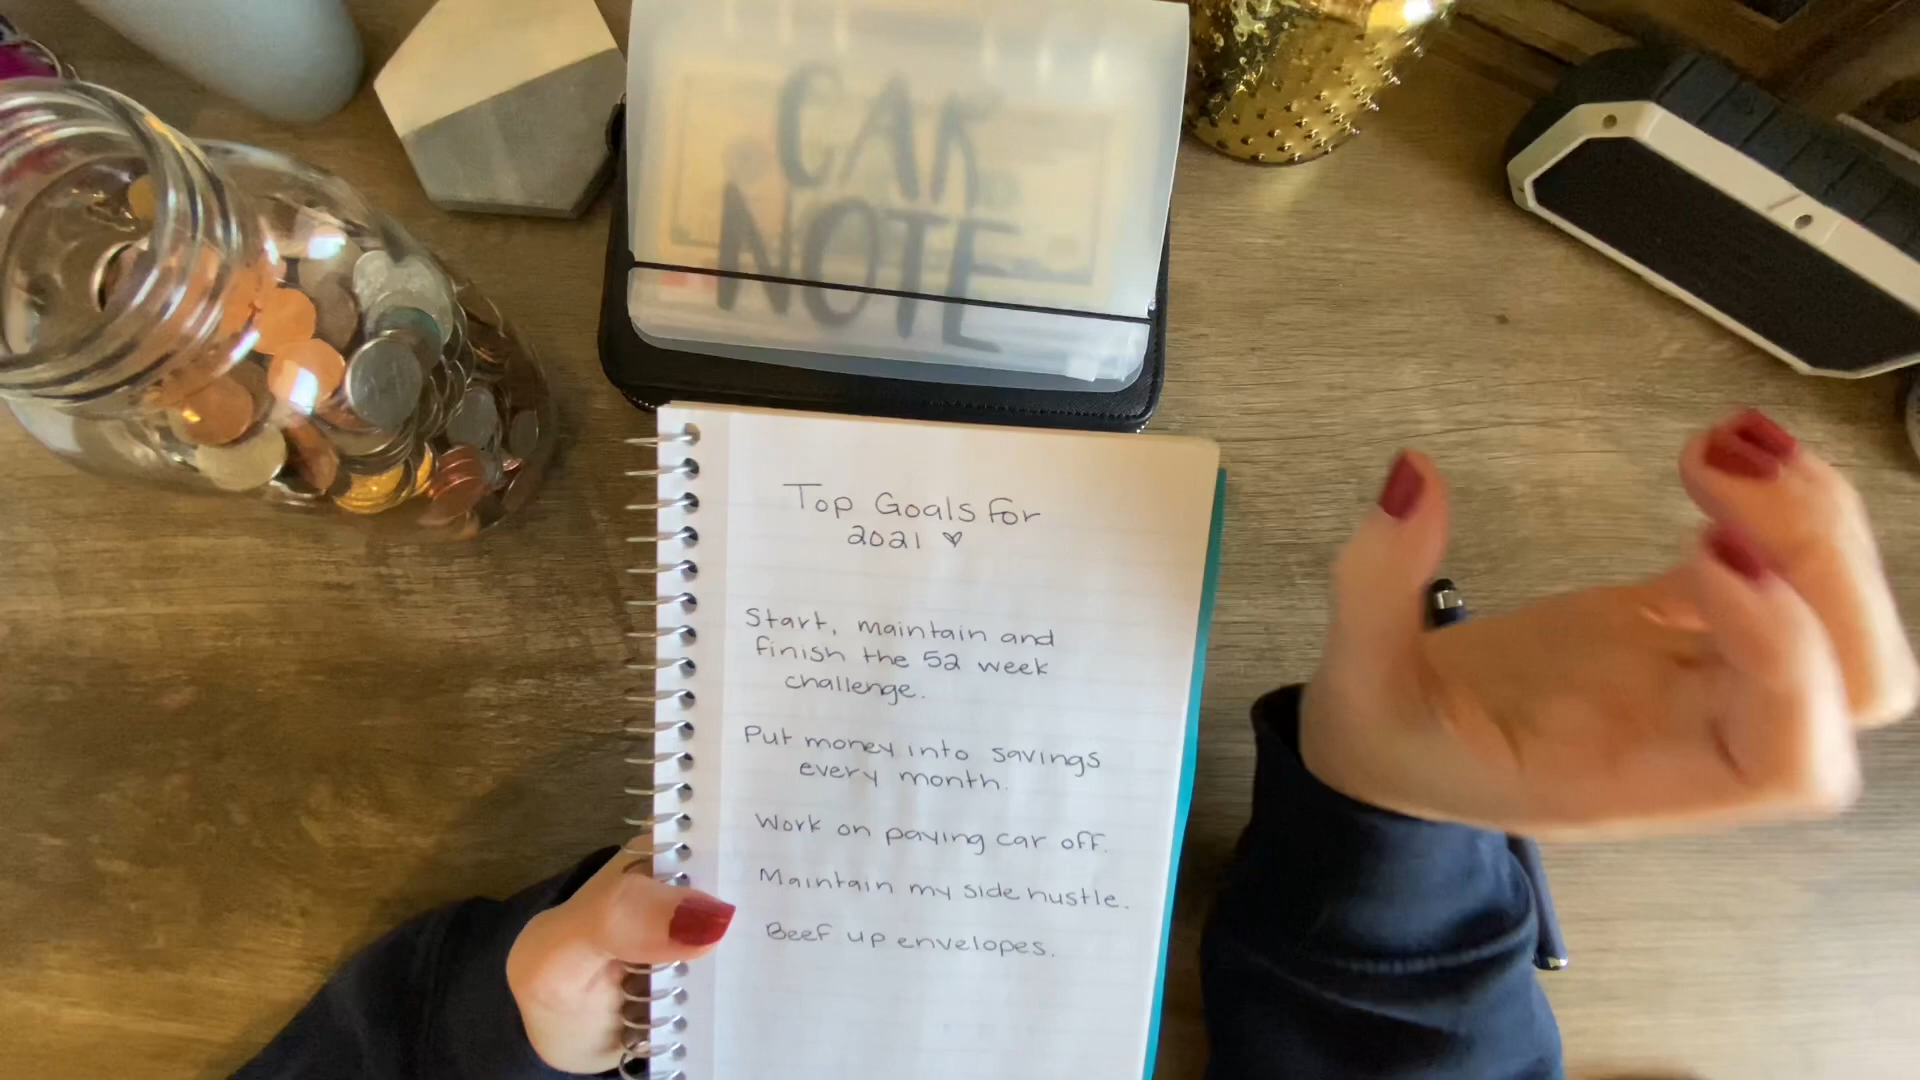 CAR
NOTE
Top Goals For
2021
Start, maintain and
finish the 52 week
challenge.
Put money into savings
every month.
Work on paying car off.
Maintain my side hustle.
Beef up envelopes.